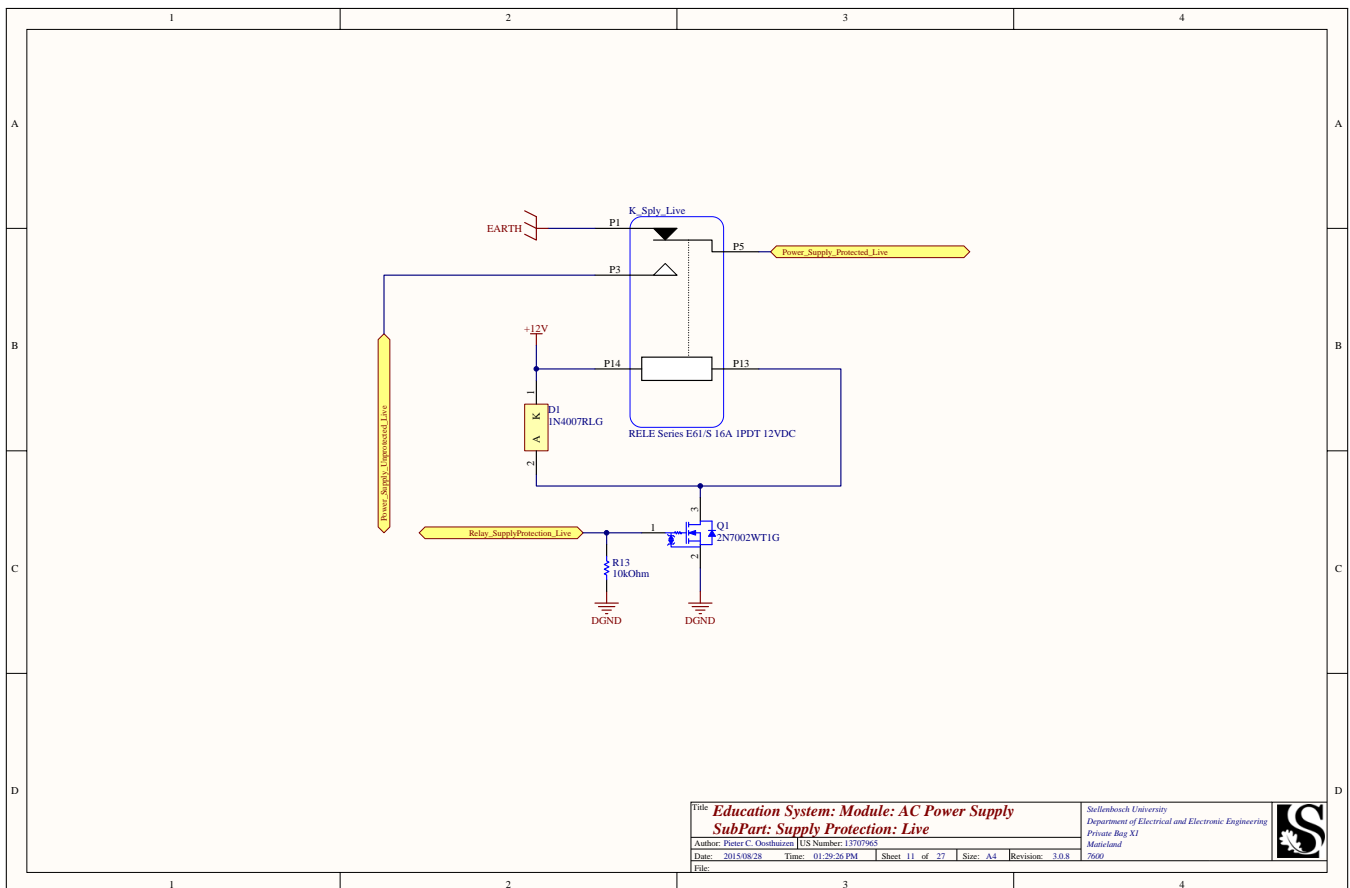 1 2 3 4
A A
K_Sply_Live
EARTH P1
P5 Power_Supply_Protected_Live
P3
+12V
B B
P14 P13
1
D1
1N4007RLG
K
A
2
RELE Series E61/S 16A 1PDT 12VDC
Power_Supply_Unprotected_Live
3
Relay_SupplyProtection_Live 1 Q1
2N7002WT1G
2
C C
R13
10kOhm
DGND DGND
D D
Title Education System: Module: AC Power Supply
SubPart: Supply Protection: Live
Author: Pieter C. Oosthuizen US Number: 13707965
Date: 2015/08/28 Time: 01:29:26 PM Sheet 11 of 27 Size: A4 Revision: 3.0.8
File:
Stellenbosch University
Department of Electrical and Electronic Engineering
Private Bag X1
Matieland
7600
1 2 3 4